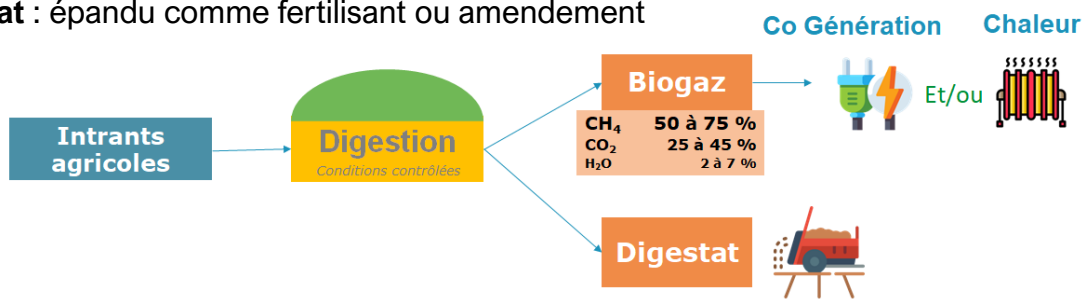 at : épandu comme fertilisant ou amendement
Co Génération
Chaleur
Biogaz
Et/ou
CH₄ 50 à 75 %
CO₂ 25 à 45 %
H₂O 2 à 7 %
Intrants
agricoles
Digestion
Conditions contrôlées
Digestat